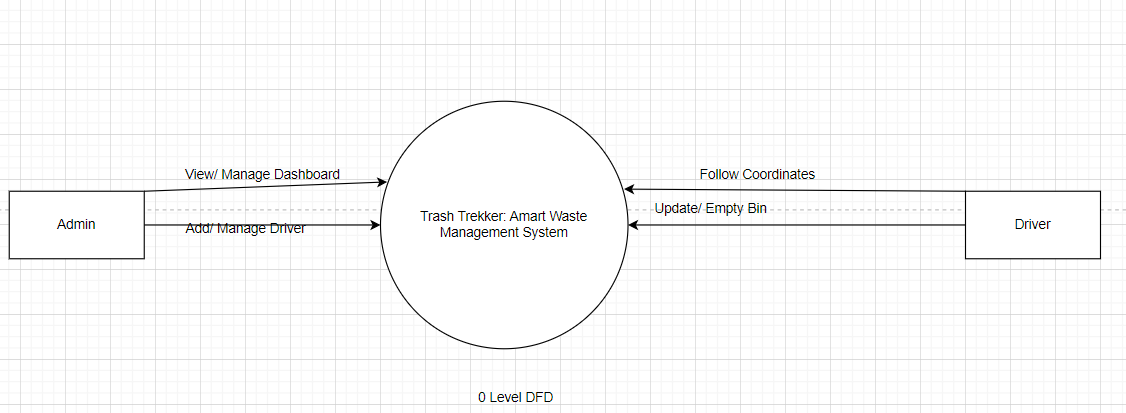 View/ Manage Dashboard
Follow Coordinates
Update/ Empty Bin
Admin
Add/ Manage Driver
Trash Trekker: Amart Waste
Management System
Driver
0 Level DFD